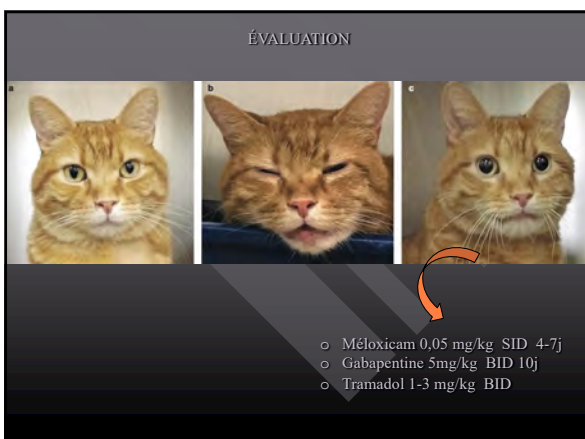 ÉVALUATION
a b c
o Méloxicam 0,05 mg/kg SID 4-7j
o Gabapentine 5mg/kg BID 10j
o Tramadol 1-3 mg/kg BID